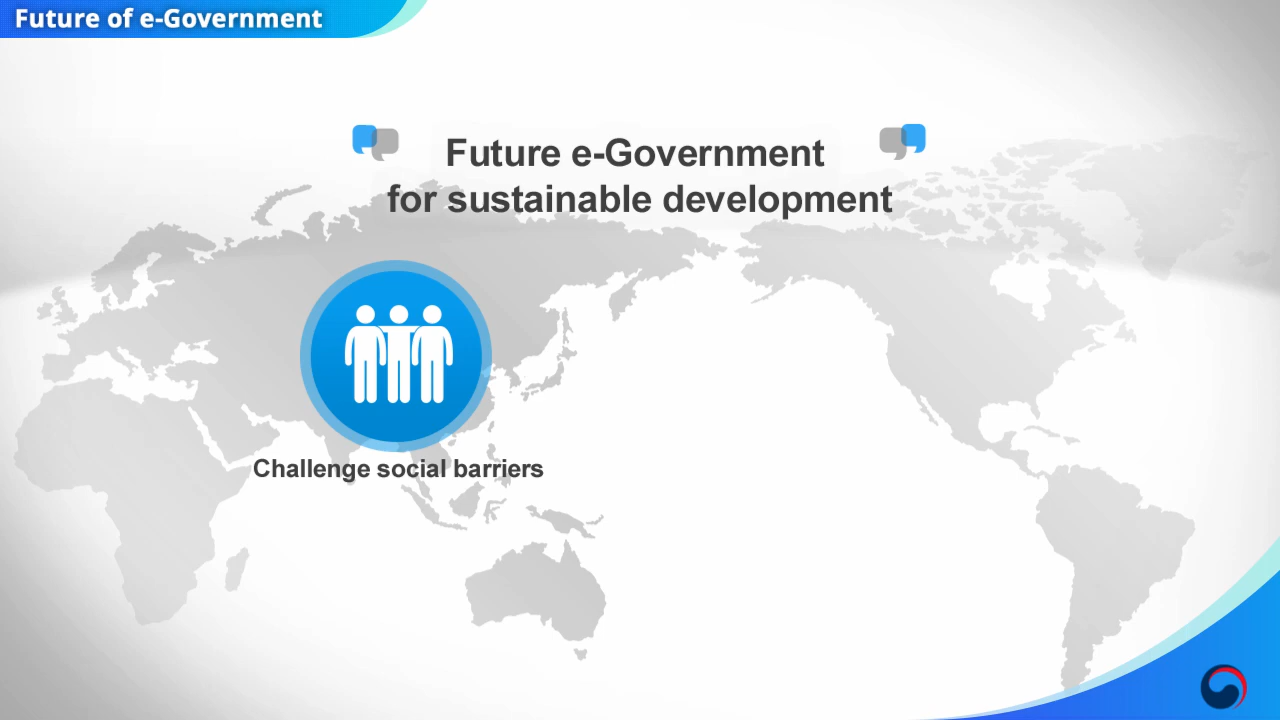 Future of e-Government
Future e-Government
for sustainable development
Challenge social barriers